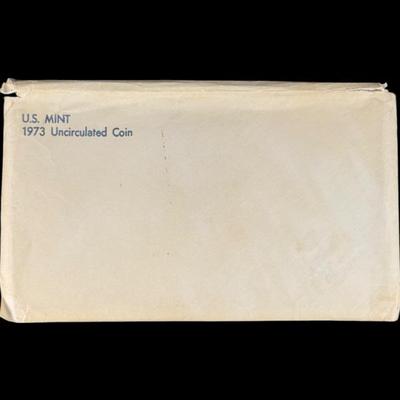 U.S. MINT
1973 Uncirculated Coin